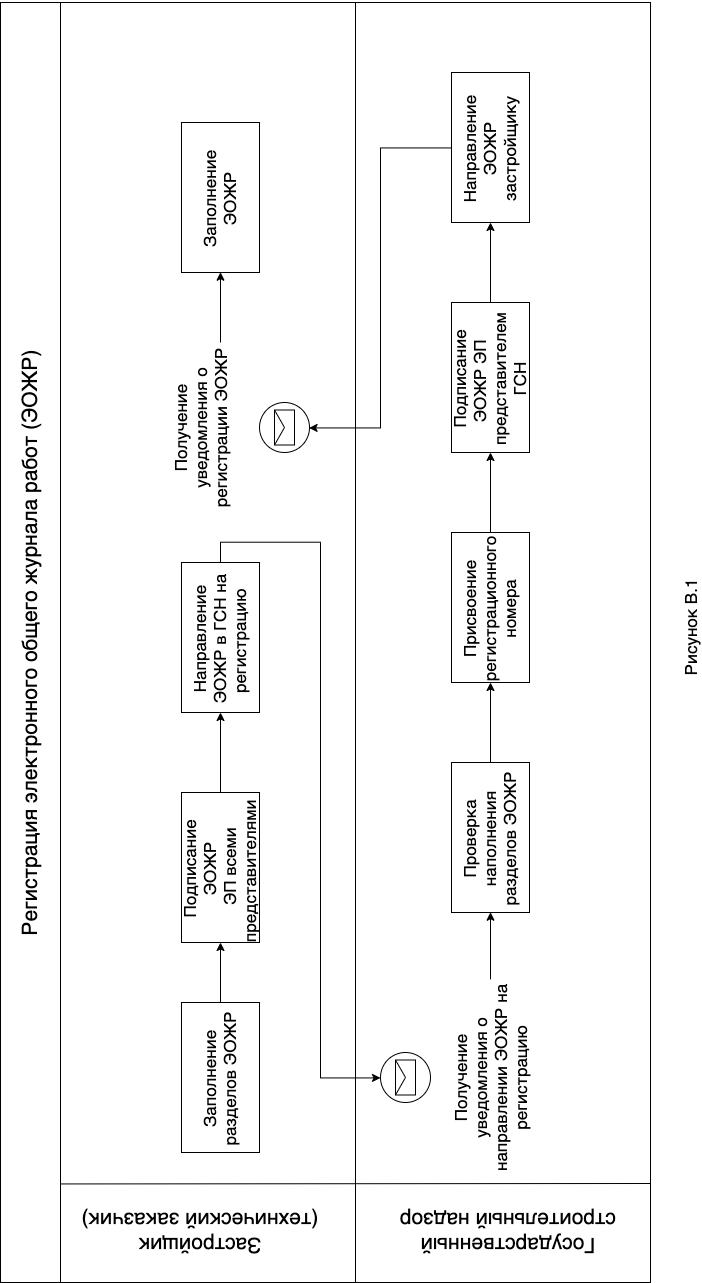 Регистрация электронного общего журнала работ (ЭОЖР)
Застройщик
(технический заказчик)
Заполнение
разделов ЭОЖР
Подписание
ЭОЖР
ЭП всеми
представителями
Направление
ЭОЖР в ГСН на
регистрацию
Получение
уведомления о
регистрации ЭОЖР
Заполнение
ЭОЖР
Государственный
строительный надзор
Получение
уведомления о
направлении ЭОЖР на
регистрацию
Проверка
наполнения
разделов ЭОЖР
Присвоение
регистрационного
номера
Подписание
ЭОЖР ЭП
представителем
ГСН
Направление
ЭОЖР
застройщику
Рисунок В.1